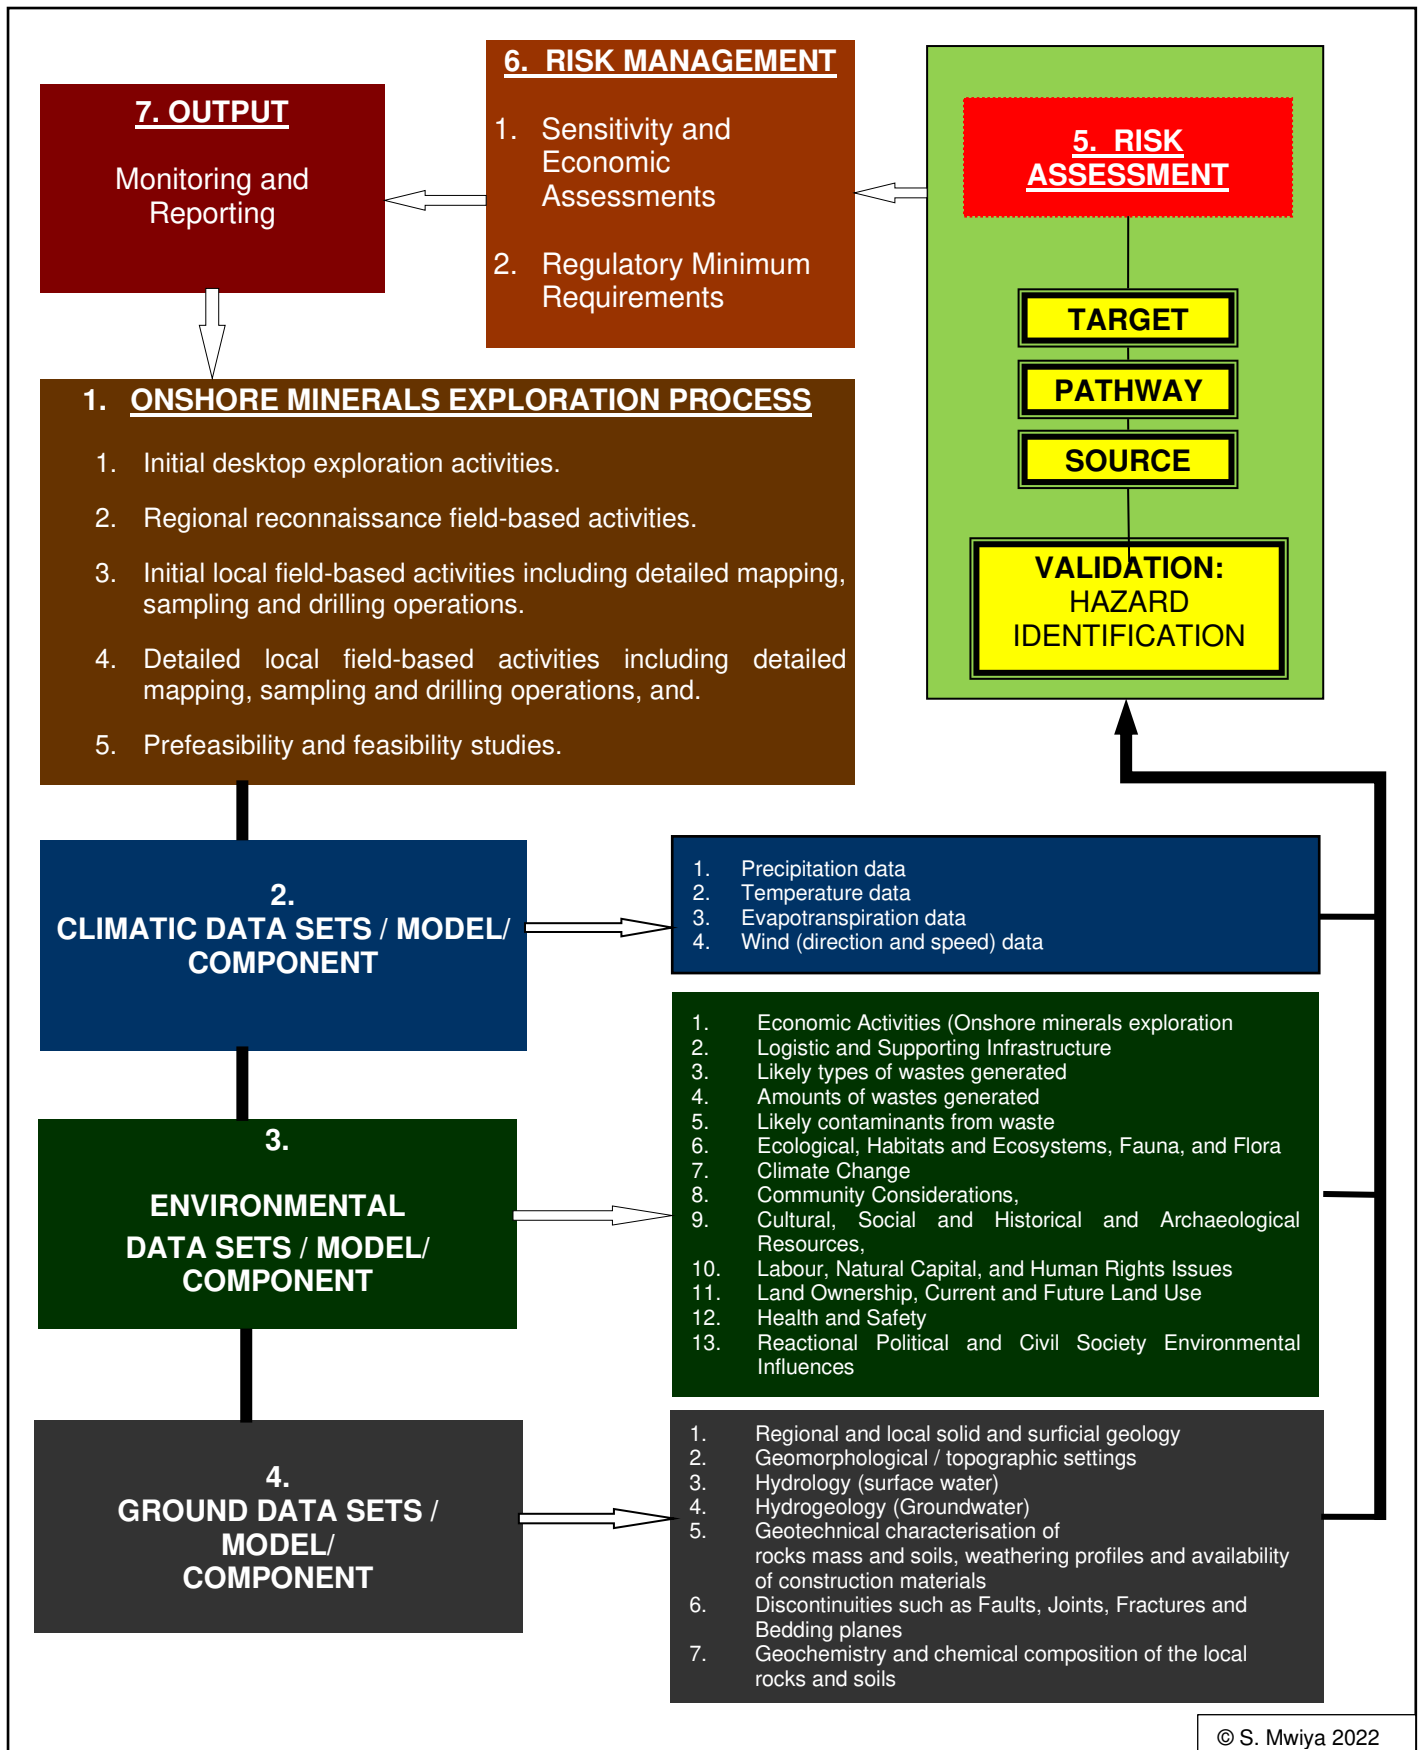 6. RISK MANAGEMENT
1. Sensitivity and
Economic
Assessments
2. Regulatory Minimum
Requirements
7. OUTPUT
Monitoring and
Reporting
5. RISK
ASSESSMENT
TARGET
PATHWAY
SOURCE
VALIDATION:
HAZARD
IDENTIFICATION
1. ONSHORE MINERALS EXPLORATION PROCESS
1. Initial desktop exploration activities.
2. Regional reconnaissance field-based activities.
3. Initial local field-based activities including detailed mapping,
sampling and drilling operations.
4. Detailed local field-based activities including detailed
mapping, sampling and drilling operations, and.
5. Prefeasibility and feasibility studies.
2.
CLIMATIC DATA SETS / MODEL/
COMPONENT
1. Precipitation data
2. Temperature data
3. Evapotranspiration data
4. Wind (direction and speed) data
3.
ENVIRONMENTAL
DATA SETS / MODEL/
COMPONENT
1. Economic Activities (Onshore minerals exploration
2. Logistic and Supporting Infrastructure
3. Likely types of wastes generated
4. Amounts of wastes generated
5. Likely contaminants from waste
6. Ecological, Habitats and Ecosystems, Fauna, and Flora
7. Climate Change
8. Community Considerations,
9. Cultural, Social and Historical and Archaeological
Resources,
10. Labour, Natural Capital, and Human Rights Issues
11. Land Ownership, Current and Future Land Use
12. Health and Safety
13. Reactional Political and Civil Society Environmental
Influences
4.
GROUND DATA SETS /
MODEL/
COMPONENT
1. Regional and local solid and surficial geology
2. Geomorphological / topographic settings
3. Hydrology (surface water)
4. Hydrogeology (Groundwater)
5. Geotechnical characterisation of
rocks mass and soils, weathering profiles and availability
of construction materials
6. Discontinuities such as Faults, Joints, Fractures and
Bedding planes
7. Geochemistry and chemical composition of the local
rocks and soils
© S. Mwiya 2022